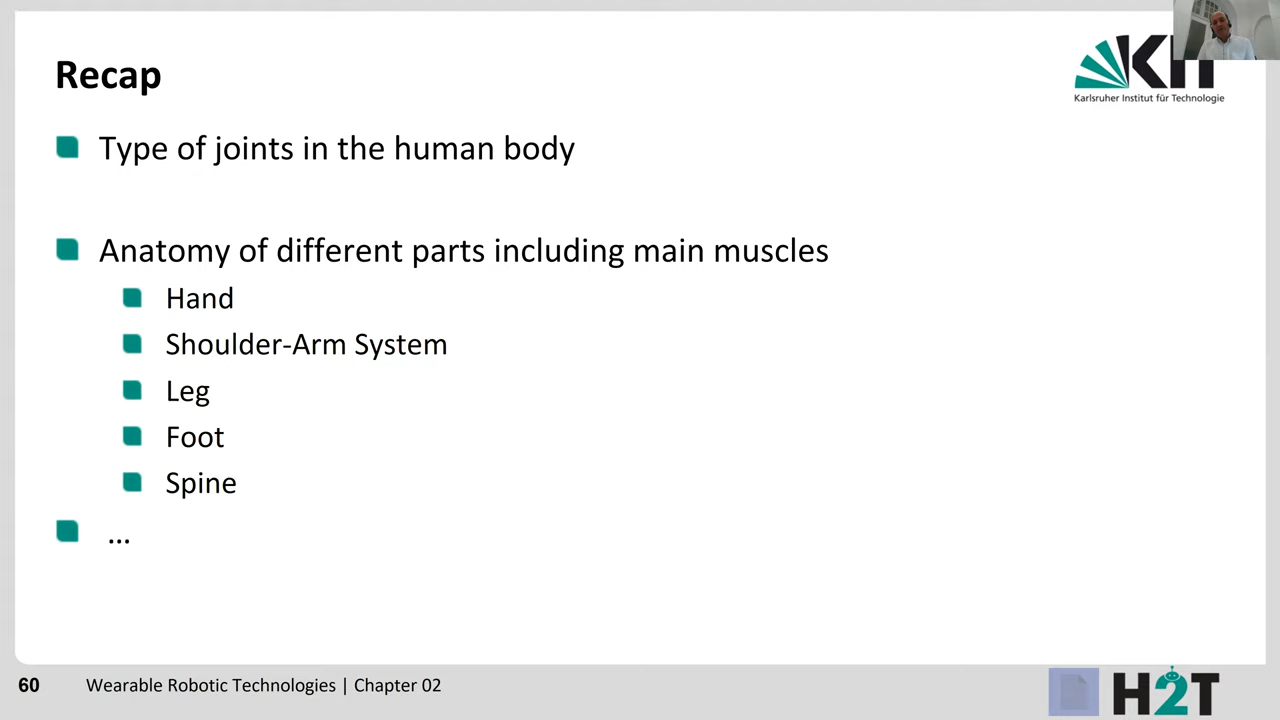 Recap
KIT
Karlsruher Institut für Technologie
Type of joints in the human body
Anatomy of different parts including main muscles
Hand
Shoulder-Arm System
Leg
Foot
Spine
...
60 Wearable Robotic Technologies | Chapter 02
H2T